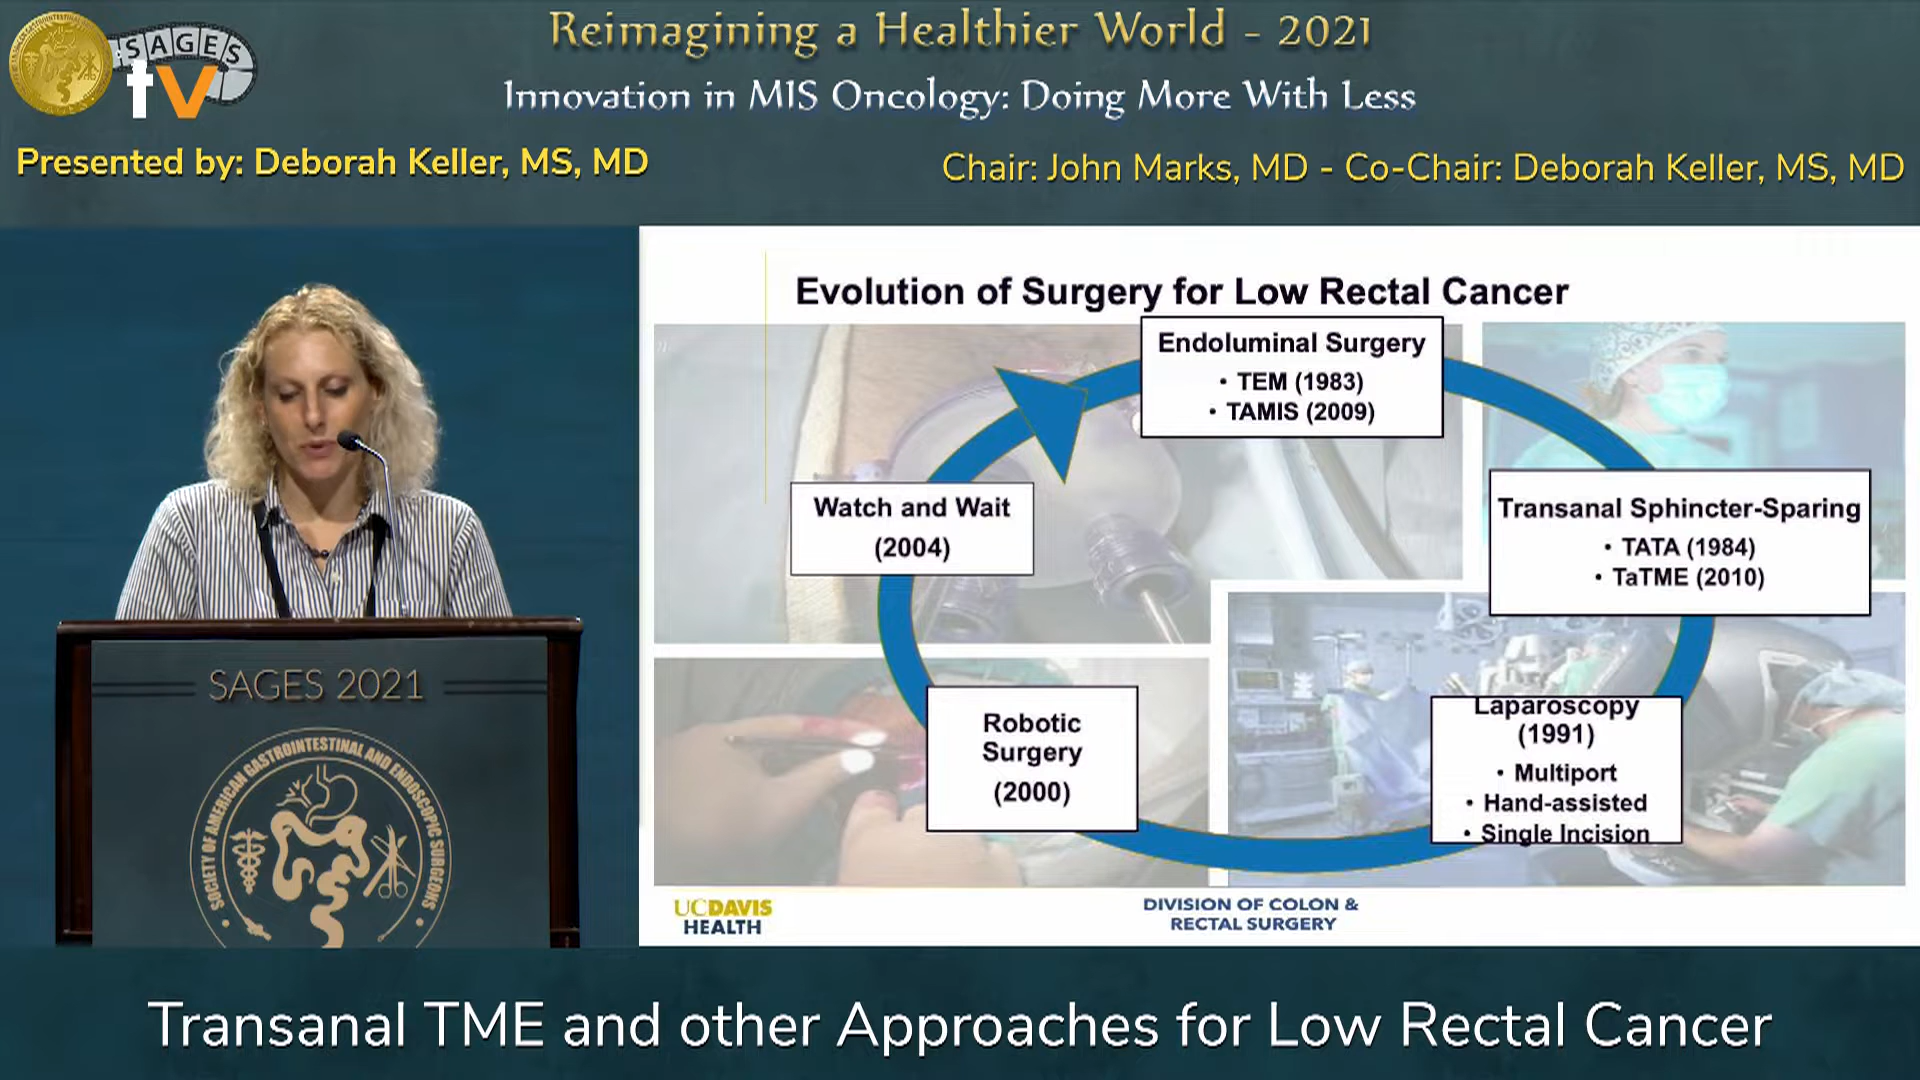 SAGES
tv
Reimagining a Healthier World - 2021
Innovation in MIS Oncology: Doing More With Less
Presented by: Deborah Keller, MS, MD
Chair: John Marks, MD - Co-Chair: Deborah Keller, MS, MD
Evolution of Surgery for Low Rectal Cancer
Endoluminal Surgery
• TEM (1983)
• TAMIS (2009)
Transanal Sphincter-Sparing
• TATA (1984)
• TaTME (2010)
Laparoscopy
(1991)
• Multiport
• Hand-assisted
• Single Incision
Robotic
Surgery
(2000)
Watch and Wait
(2004)
UCDAVIS
HEALTH
DIVISION OF COLON &
RECTAL SURGERY
SAGES 2021
SOCIETY OF AMERICAN GASTROINTESTINAL AND ENDOSCOPIC SURGEONS
Transanal TME and other Approaches for Low Rectal Cancer